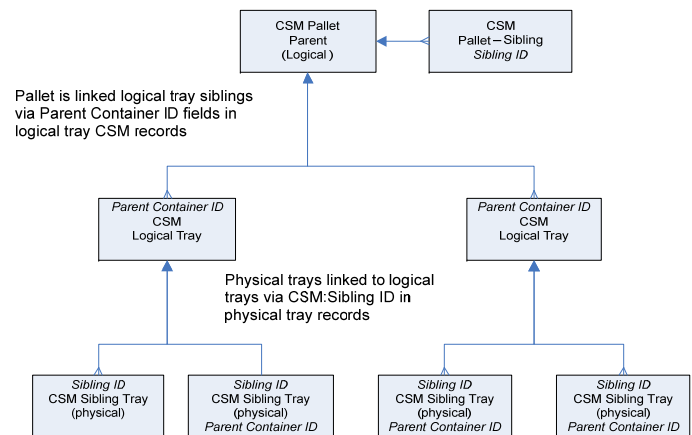 CSM Pallet
Parent
(Logical)
CSM
Pallet–Sibling
Sibling ID
Pallet is linked logical tray siblings
via Parent Container ID fields in
logical tray CSM records
Parent Container ID
CSM
Logical Tray
Parent Container ID
CSM
Logical Tray
Physical trays linked to logical
trays via CSM:Sibling ID in
physical tray records
Sibling ID
CSM Sibling Tray
(physical)
Sibling ID
CSM Sibling Tray
(physical)
Parent Container ID
Sibling ID
CSM Sibling Tray
(physical)
Parent Container ID
Sibling ID
CSM Sibling Tray
(physical)
Parent Container ID